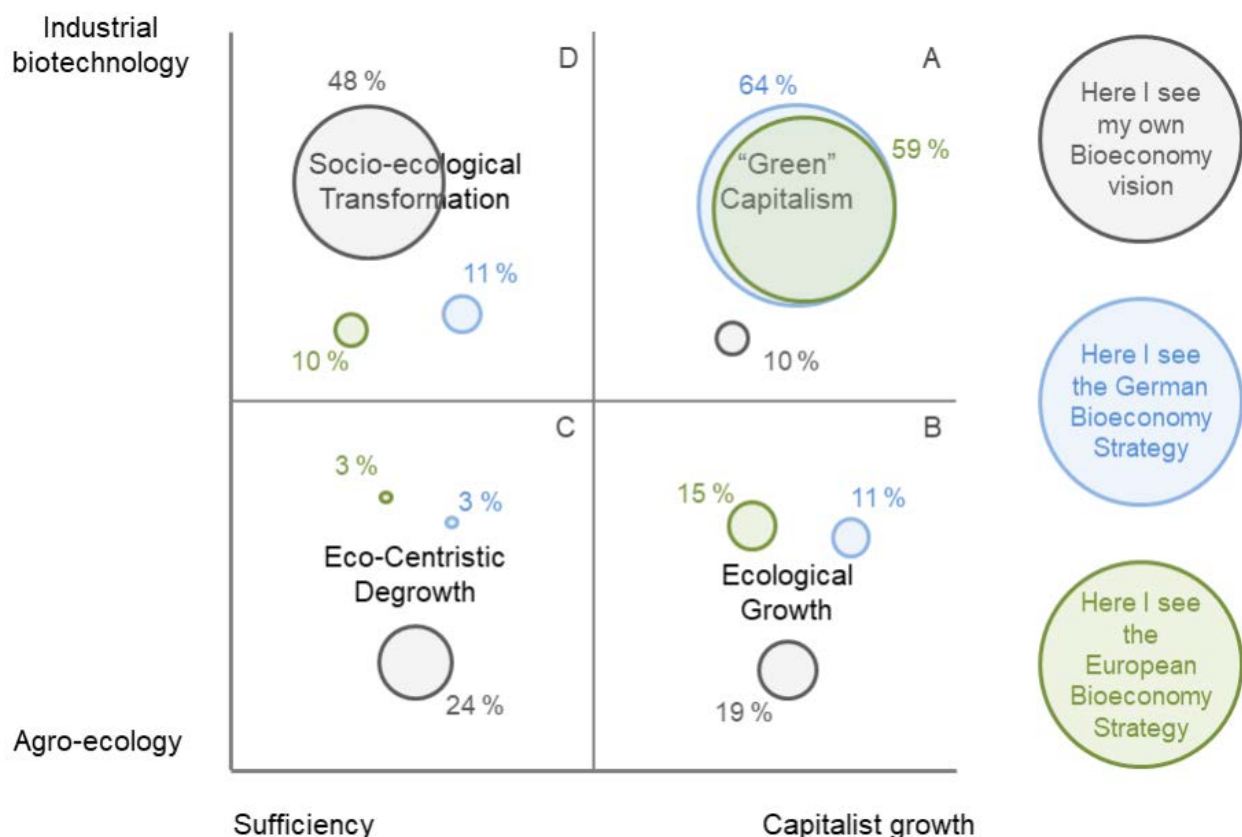 Industrial
biotechnology
D
48 %
Socio-ecological
Transformation
11 %
10 %
A
64 %
59 %
“Green”
Capitalism
10 %
C
3 %
3 %
Eco-Centristic
Degrowth
24 %
B
15 %
11 %
Ecological
Growth
19 %
Agro-ecology
Sufficiency
Capitalist growth
Here I see
my own
Bioeconomy
vision
Here I see
the German
Bioeconomy
Strategy
Here I see
the
European
Bioeconomy
Strategy